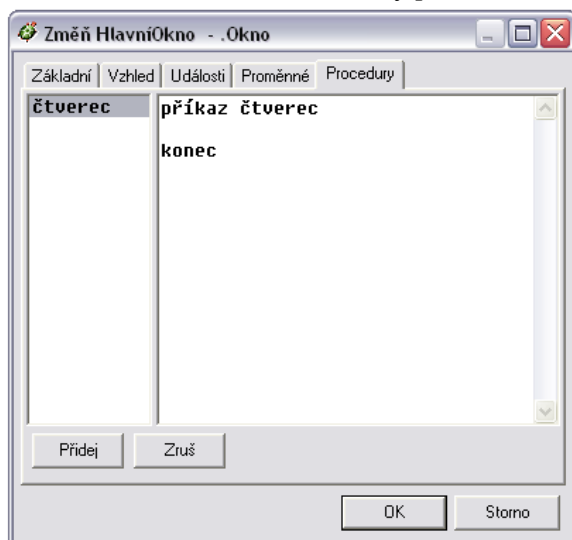 Změň HlavníOkno - .Okno
Základní Vzhled Události Proměnné Procedury
čtverec
příkaz čtverec
konec
Přidej Zruš
OK Storno